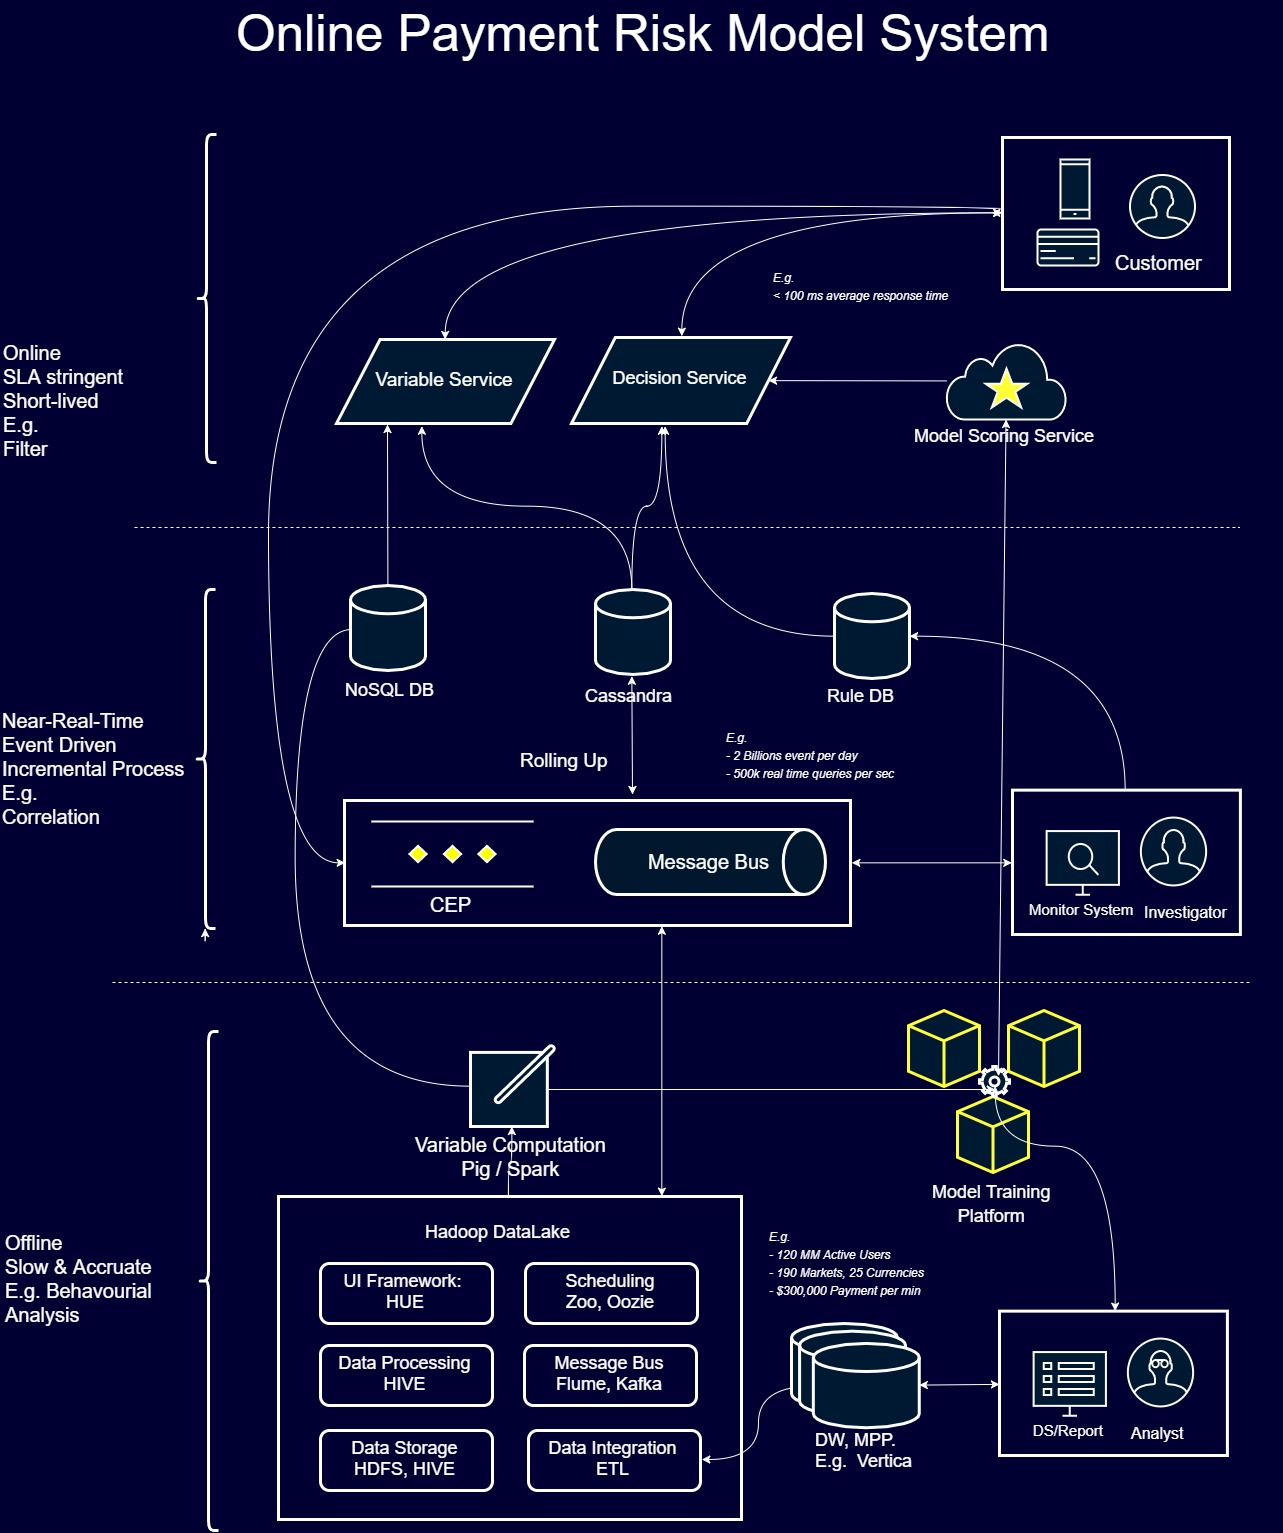 Online Payment Risk Model System
Customer
E.g.
< 100 ms average response time
Online
SLA stringent
Short-lived
E.g.
Filter
Variable Service
Decision Service
Model Scoring Service
NoSQL DB
Cassandra
Rule DB
Near-Real-Time
Event Driven
Incremental Process
E.g.
Correlation
Rolling Up
E.g.
- 2 Billions event per day
- 500k real time queries per sec
CEP
Message Bus
Monitor System
Investigator
Variable Computation
Pig / Spark
Model Training
Platform
Offline
Slow & Accruate
E.g. Behavourial
Analysis
Hadoop DataLake
UI Framework:
HUE
Scheduling
Zoo, Oozie
Data Processing
HIVE
Message Bus
Flume, Kafka
Data Storage
HDFS, HIVE
Data Integration
ETL
E.g.
- 120 MM Active Users
- 190 Markets, 25 Currencies
- $300,000 Payment per min
DW, MPP.
E.g.  Vertica
DS/Report
Analyst